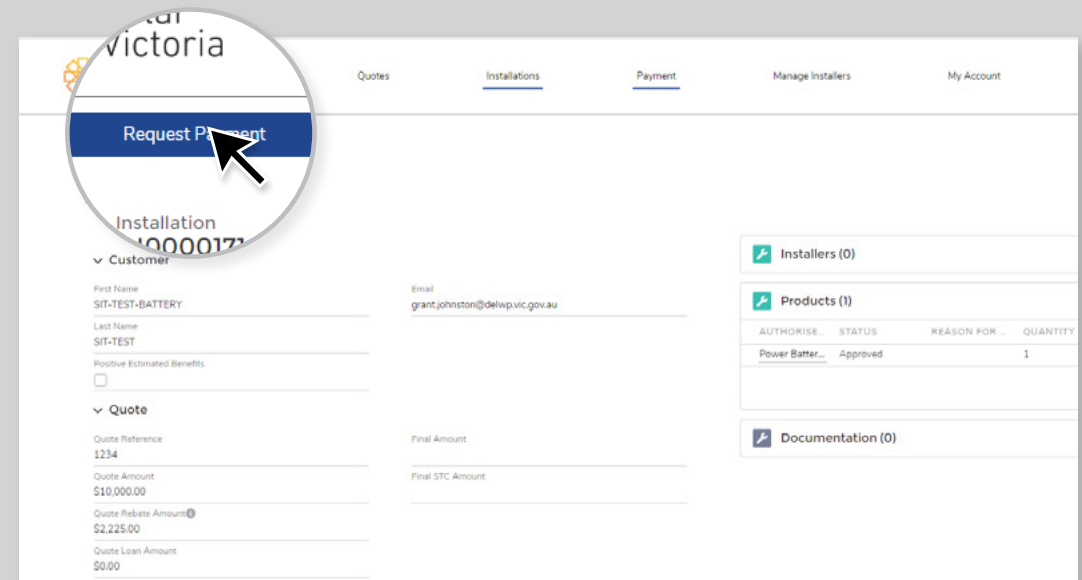 Victoria
Quotes
Installations
Payment
Manage Installers
My Account
Request Payment
Installation
Customer
First Name
SIT-TEST-BATTERY
Last Name
SIT-TEST
Positive Estimated Benefits
Email
grant.johnston@delwp.vic.gov.au
Quote
Quote Reference
1234
Quote Amount
$10,000.00
Quote Rebate Amount
$2,225.00
Quote Loan Amount
$0.00
Final Amount
Final STC Amount
Installers (0)
Products (1)
AUTHORISE... STATUS REASON FOR ... QUANTITY
Power Batter... Approved 1
Documentation (0)